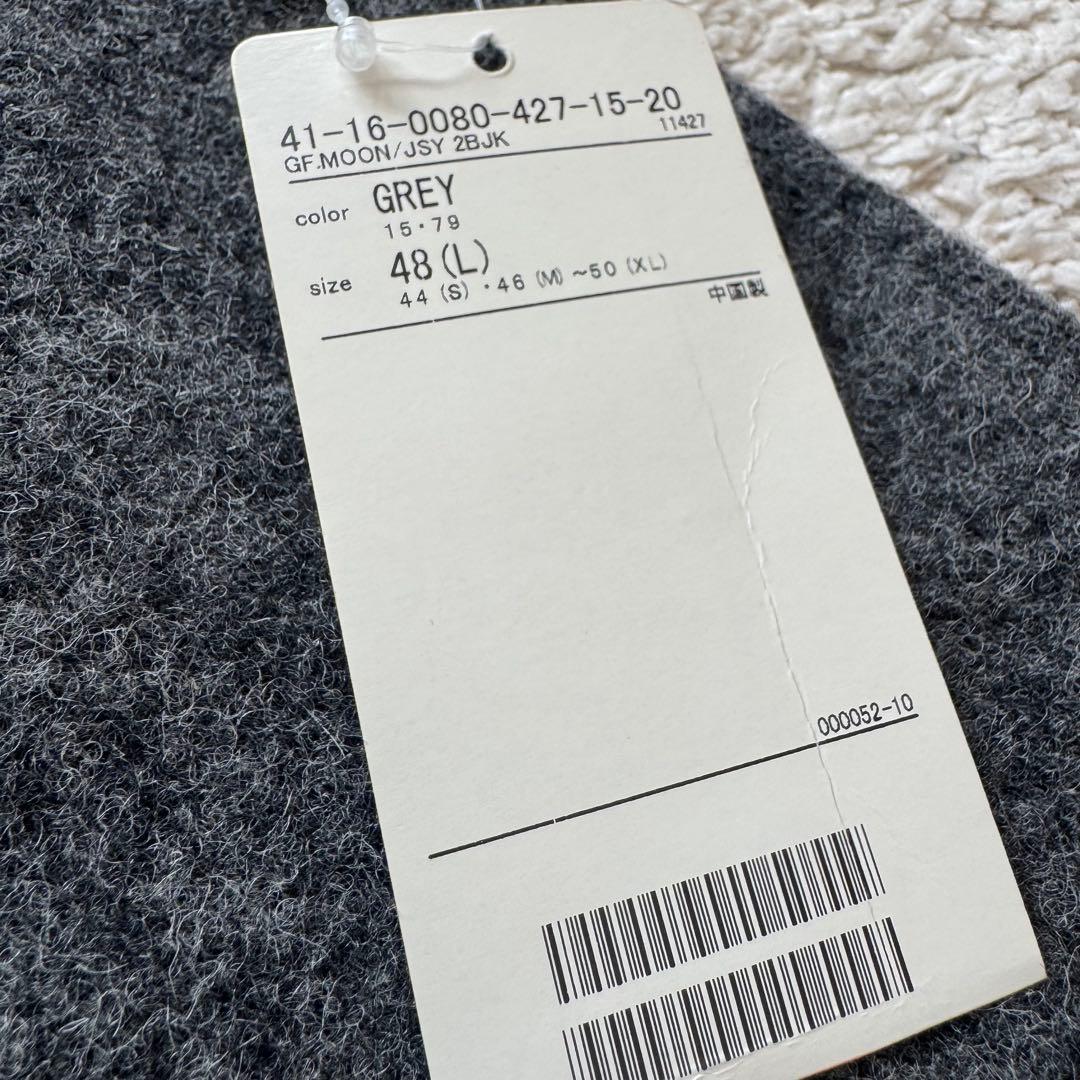 41-16-0080-427-15-20
GF.MOON/JSY 2BJK 11427
color GREY
15・79
size 48(L)
44(S)・46(M)～50(XL)
中国製
000052-10